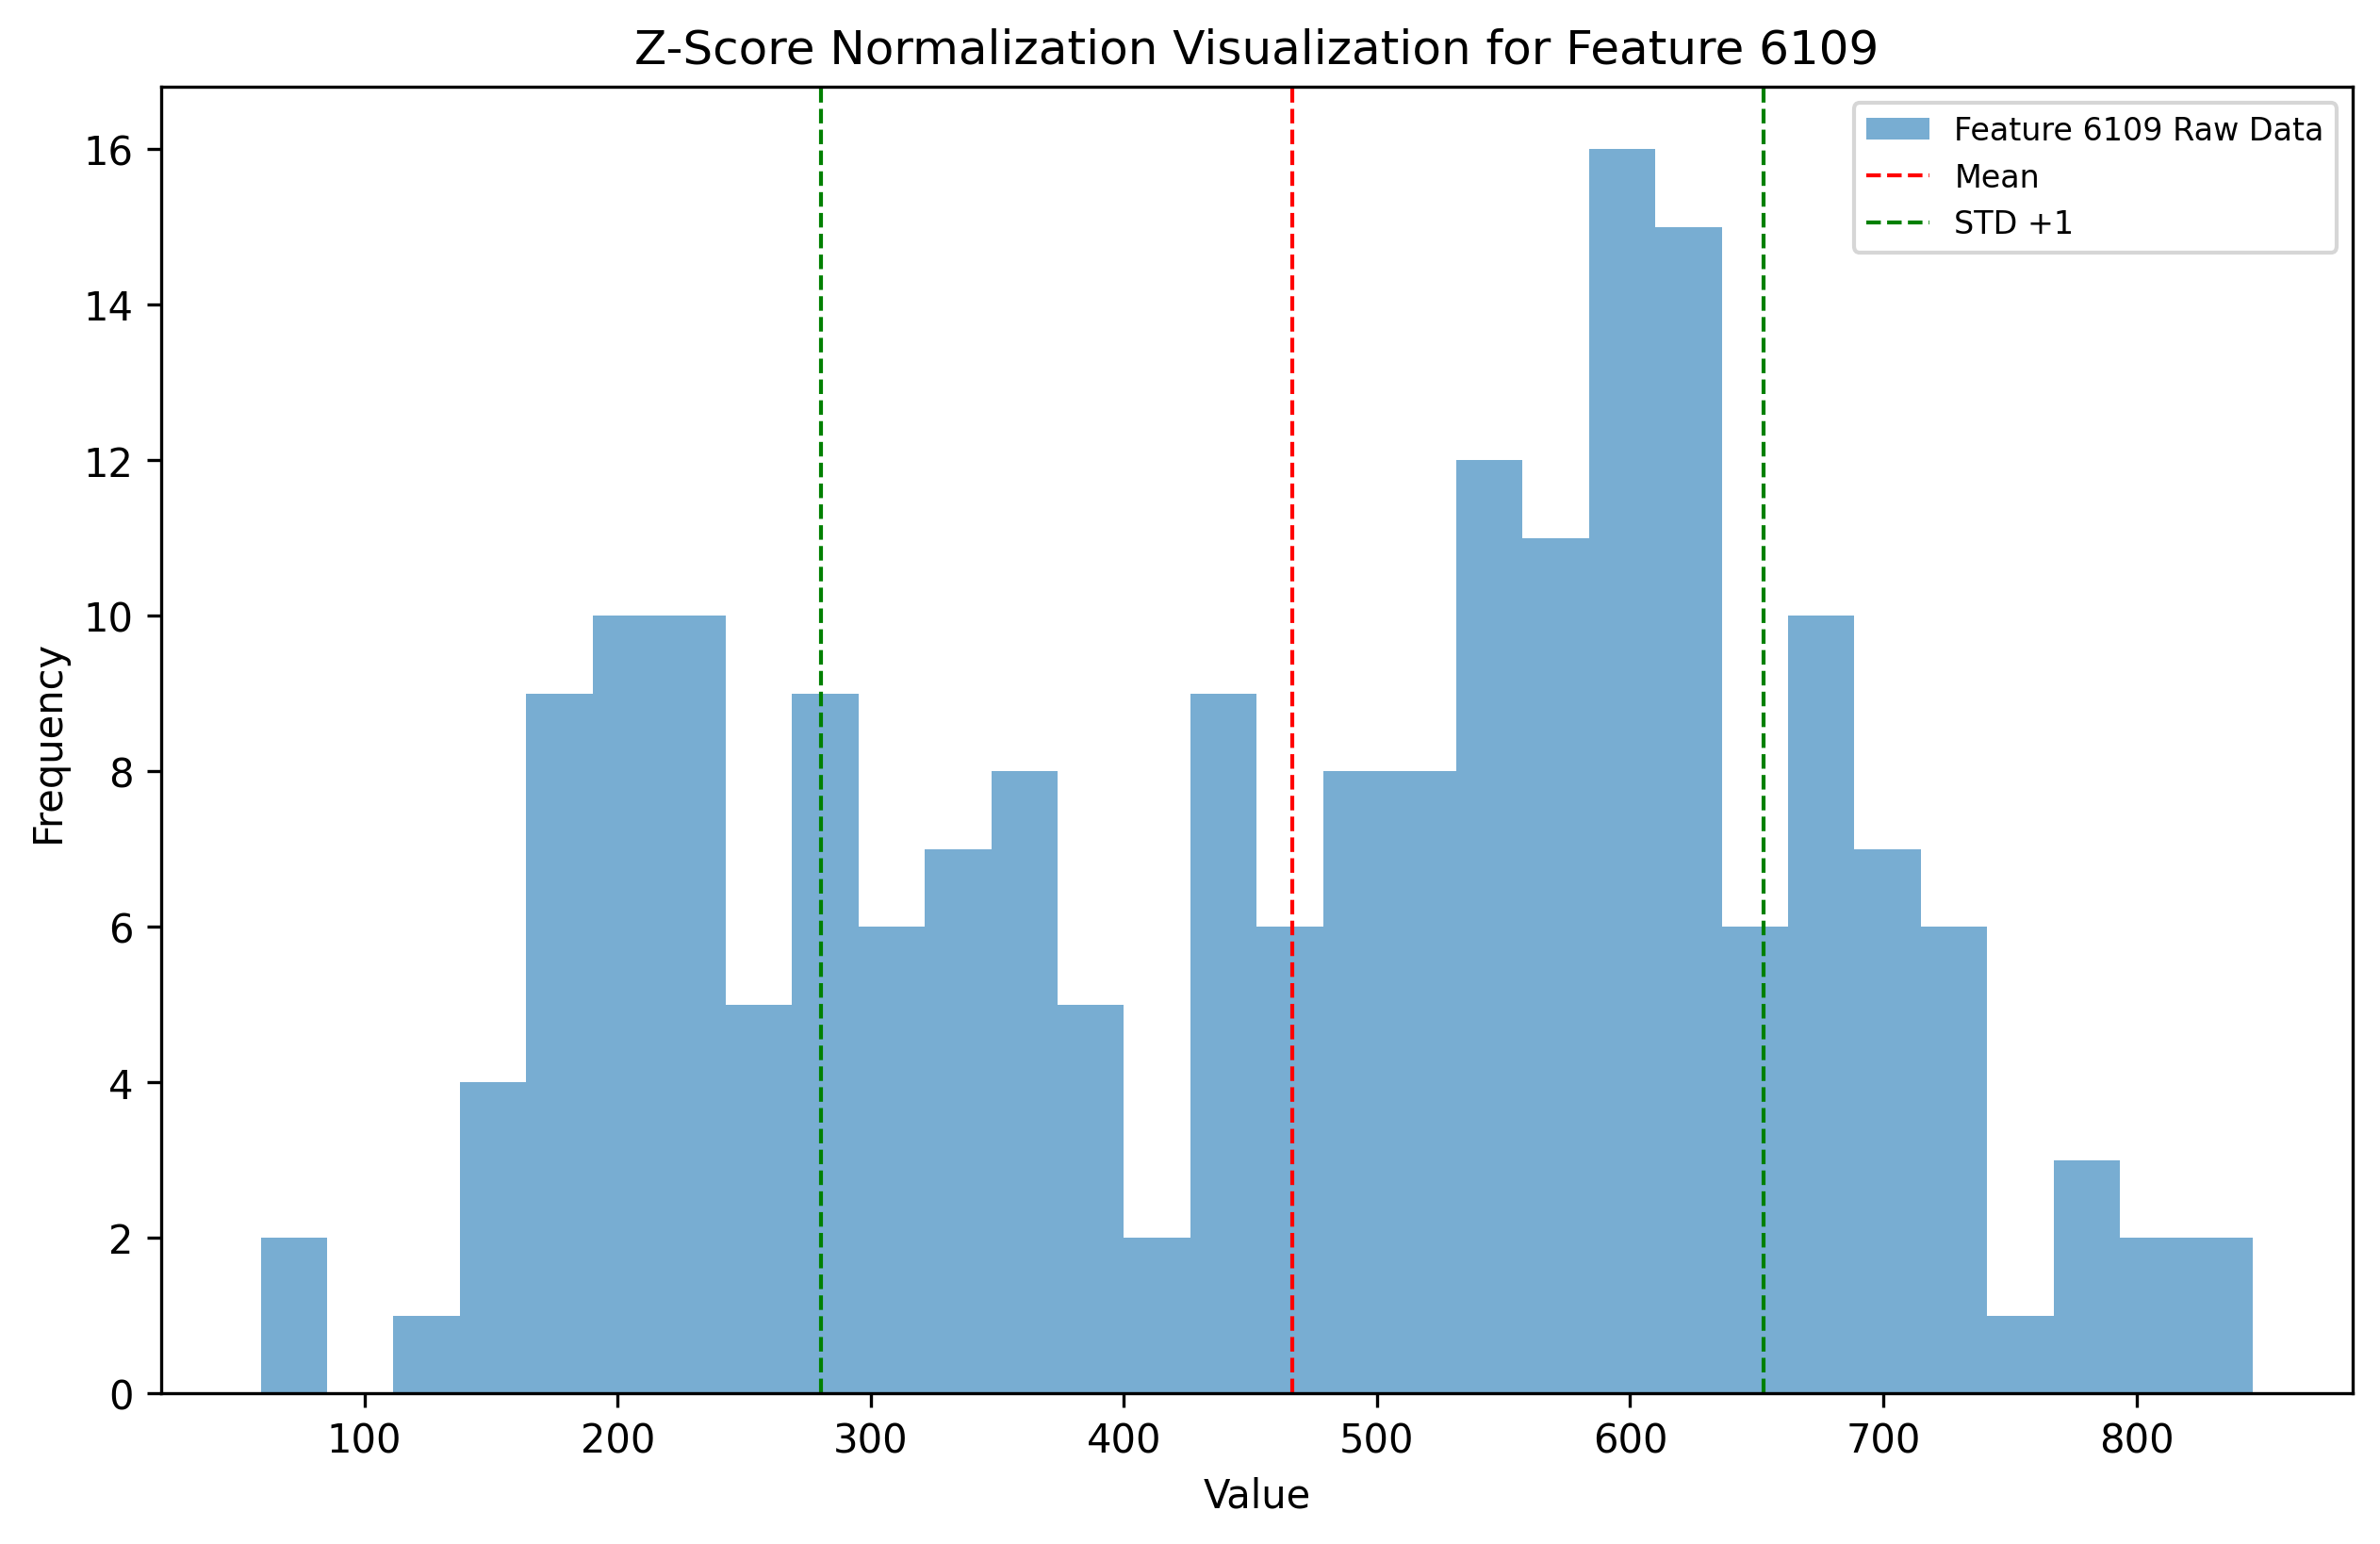 Z-Score Normalization Visualization for Feature 6109
Feature 6109 Raw Data
Mean
STD +1
16
14
12
10
8
6
4
2
0
Frequency
100 200 300 400 500 600 700 800
Value